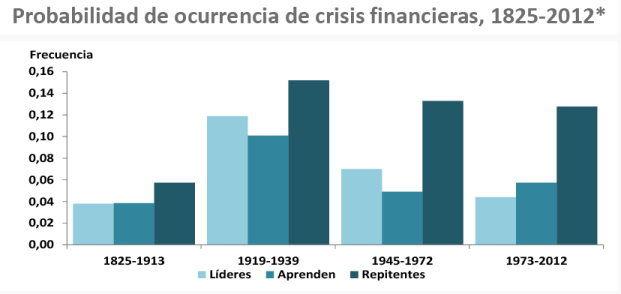 Probabilidad de ocurrencia de crisis financieras, 1825-2012*
Frecuencia
0,16
0,14
0,12
0,10
0,08
0,06
0,04
0,02
0,00
1825-1913 1919-1939 1945-1972 1973-2012
Líderes Aprenden Repitentes